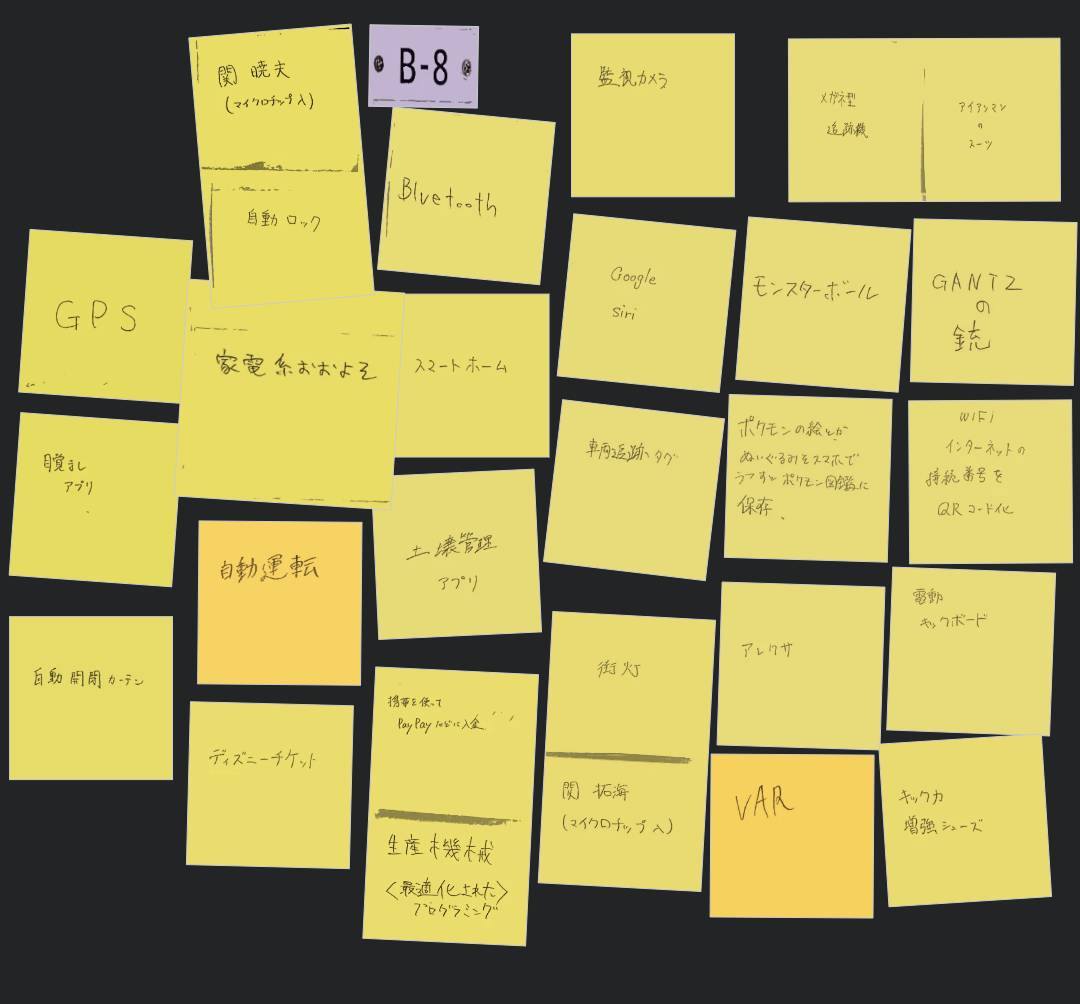 関 暁夫
(マイクロチップ入)
自動 ロック
B-8
Bluetooth
監視カメラ
メガネ型
追跡機
アイアンマン
の
スーツ
GPS
家電系おおよそ
スマートホーム
Google
siri
モンスターボール
GANTZ
の
銃
目覚まし
アプリ
自動運転
土壌管理
アプリ
車両追跡タグ
ポケモンの絵とか
ぬいぐるみをスマホで
うつすと ポケモン図鑑に
保存、
WIFI
インターネットの
接続番号を
QRコード化
自動開閉カーテン
ディズニーチケット
携帯を使って
PayPayなどに入金
生産機械
〈最適化された〉
プログラミング
街灯
関 拓海
(マイクロチップ入)
アレクサ
VAR
電動
キックボード
キック力
増強シューズ